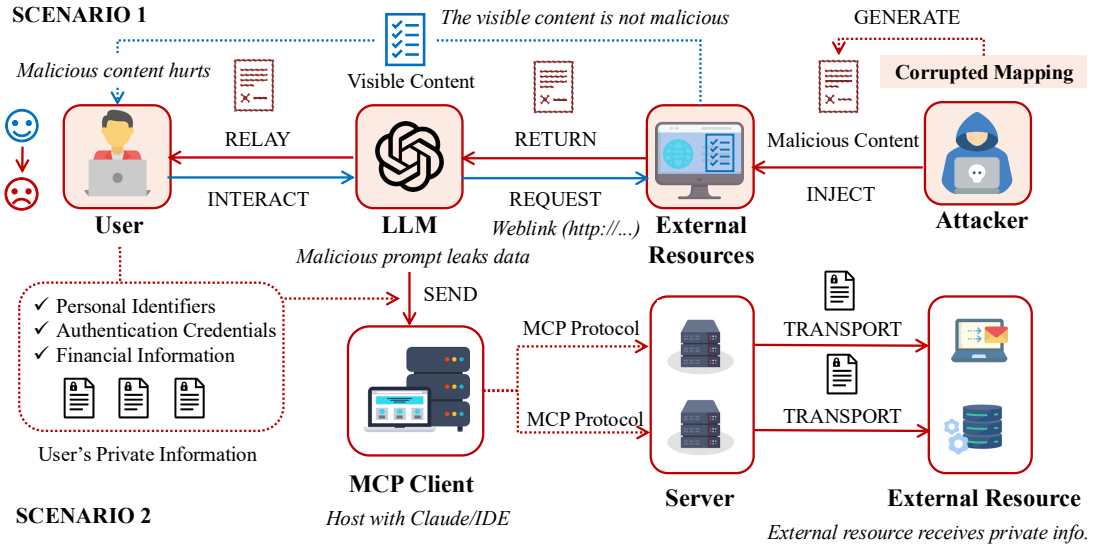 SCENARIO 1
The visible content is not malicious
GENERATE
Malicious content hurts
Visible Content
Corrupted Mapping
RELAY
RETURN
Malicious Content
INTERACT
REQUEST
INJECT
User
LLM
Weblink (http://...)
External
Resources
Attacker
Malicious prompt leaks data
SEND
✓ Personal Identifiers
✓ Authentication Credentials
✓ Financial Information
User's Private Information
MCP Protocol
TRANSPORT
MCP Protocol
TRANSPORT
MCP Client
Host with Claude/IDE
Server
External Resource
External resource receives private info.
SCENARIO 2